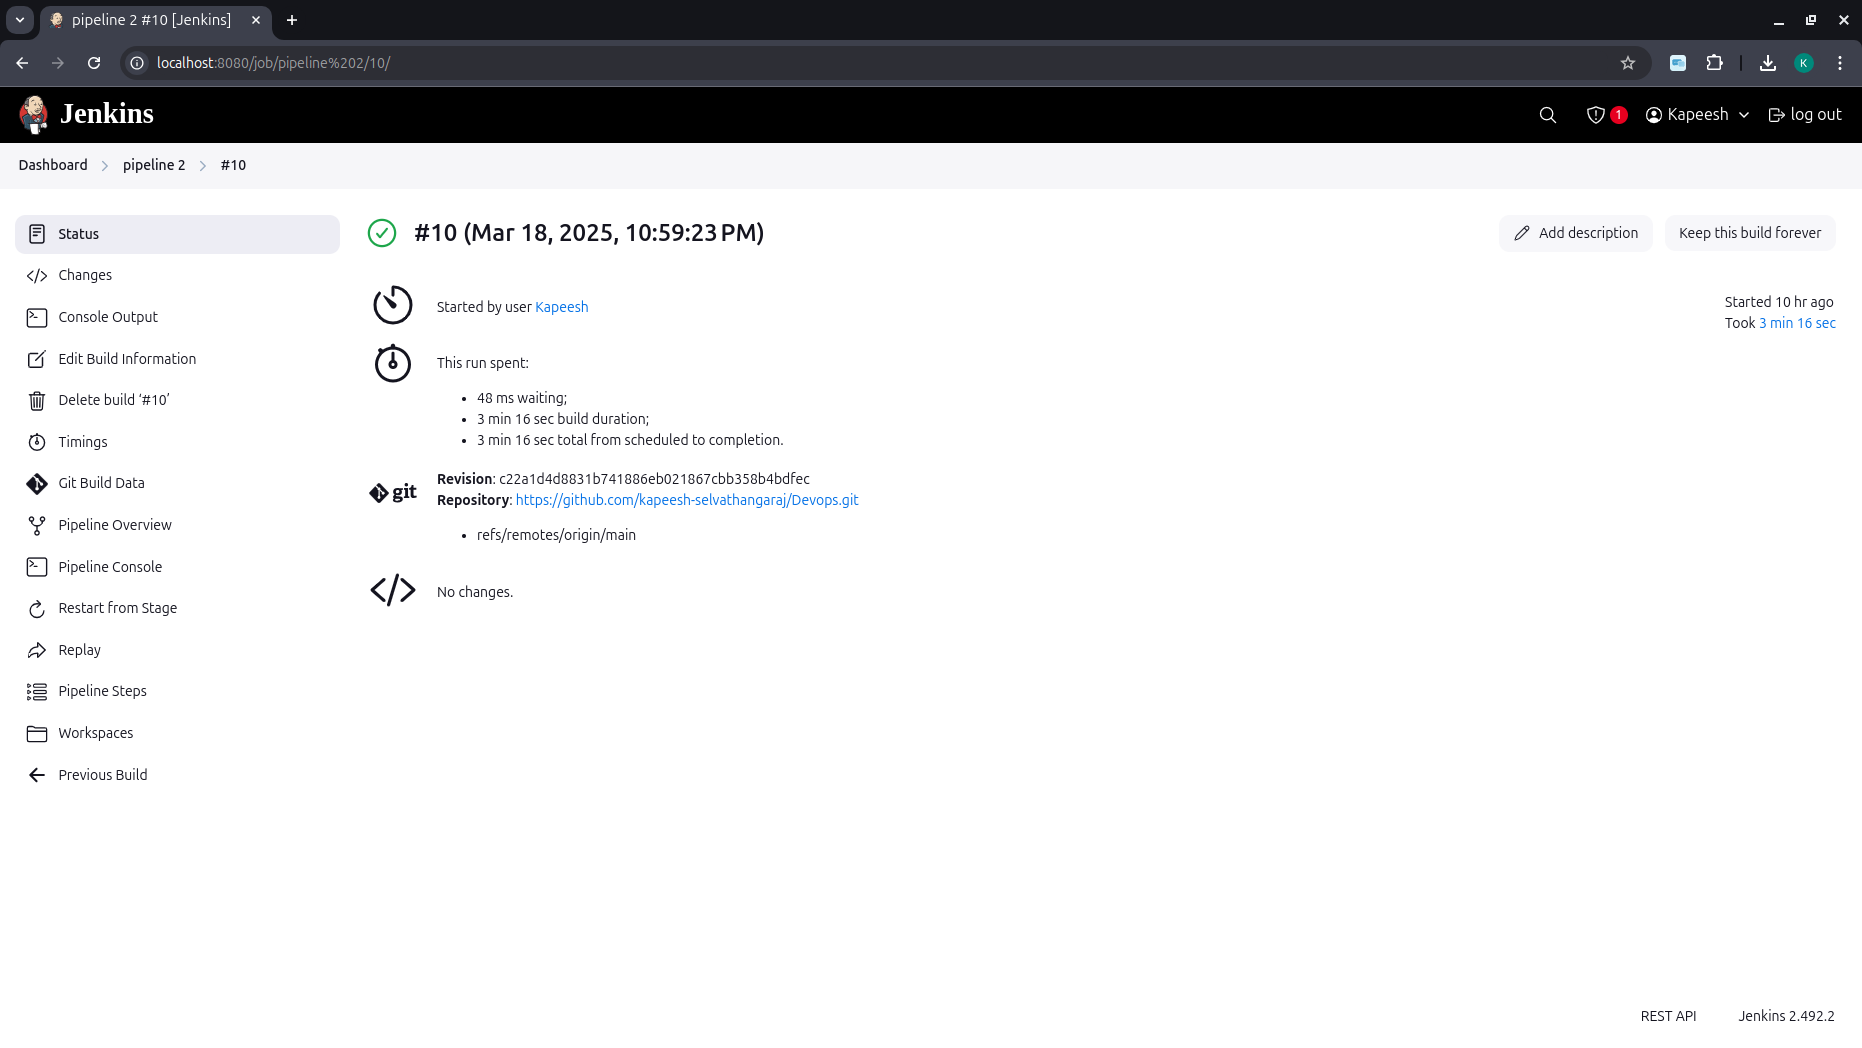 pipeline 2 #10 [Jenkins]
localhost:8080/job/pipeline%202/10/
K
Jenkins
1
Kapeesh
log out
Dashboard
pipeline 2
#10
Status
Changes
Console Output
Edit Build Information
Delete build ‘#10’
Timings
Git Build Data
Pipeline Overview
Pipeline Console
Restart from Stage
Replay
Pipeline Steps
Workspaces
Previous Build
#10 (Mar 18, 2025, 10:59:23 PM)
Add description
Keep this build forever
Started by user Kapeesh
Started 10 hr ago
Took 3 min 16 sec
This run spent:
48 ms waiting;
3 min 16 sec build duration;
3 min 16 sec total from scheduled to completion.
git
Revision: c22a1d4d8831b741886eb021867cbb358b4bdfec
Repository: https://github.com/kapeesh-selvathangaraj/Devops.git
refs/remotes/origin/main
No changes.
REST API
Jenkins 2.492.2